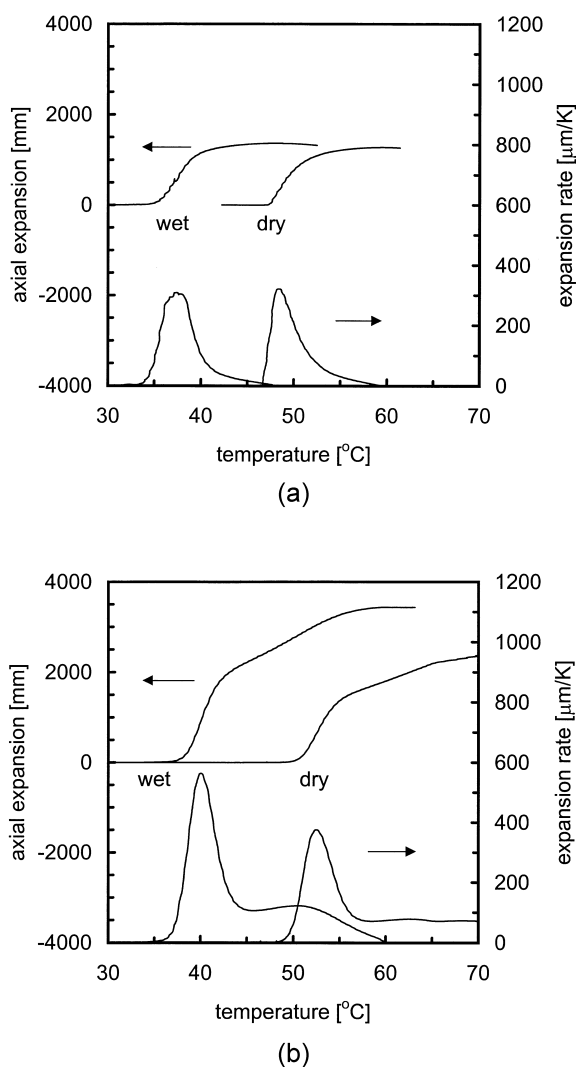 4000
2000
0
-2000
-4000
axial expansion [mm]
1200
1000
800
600
400
200
0
expansion rate [µm/K]
wet
dry
30
40
50
60
70
temperature [°C]
(a)
4000
2000
0
-2000
-4000
axial expansion [mm]
1200
1000
800
600
400
200
0
expansion rate [µm/K]
wet
dry
30
40
50
60
70
temperature [°C]
(b)